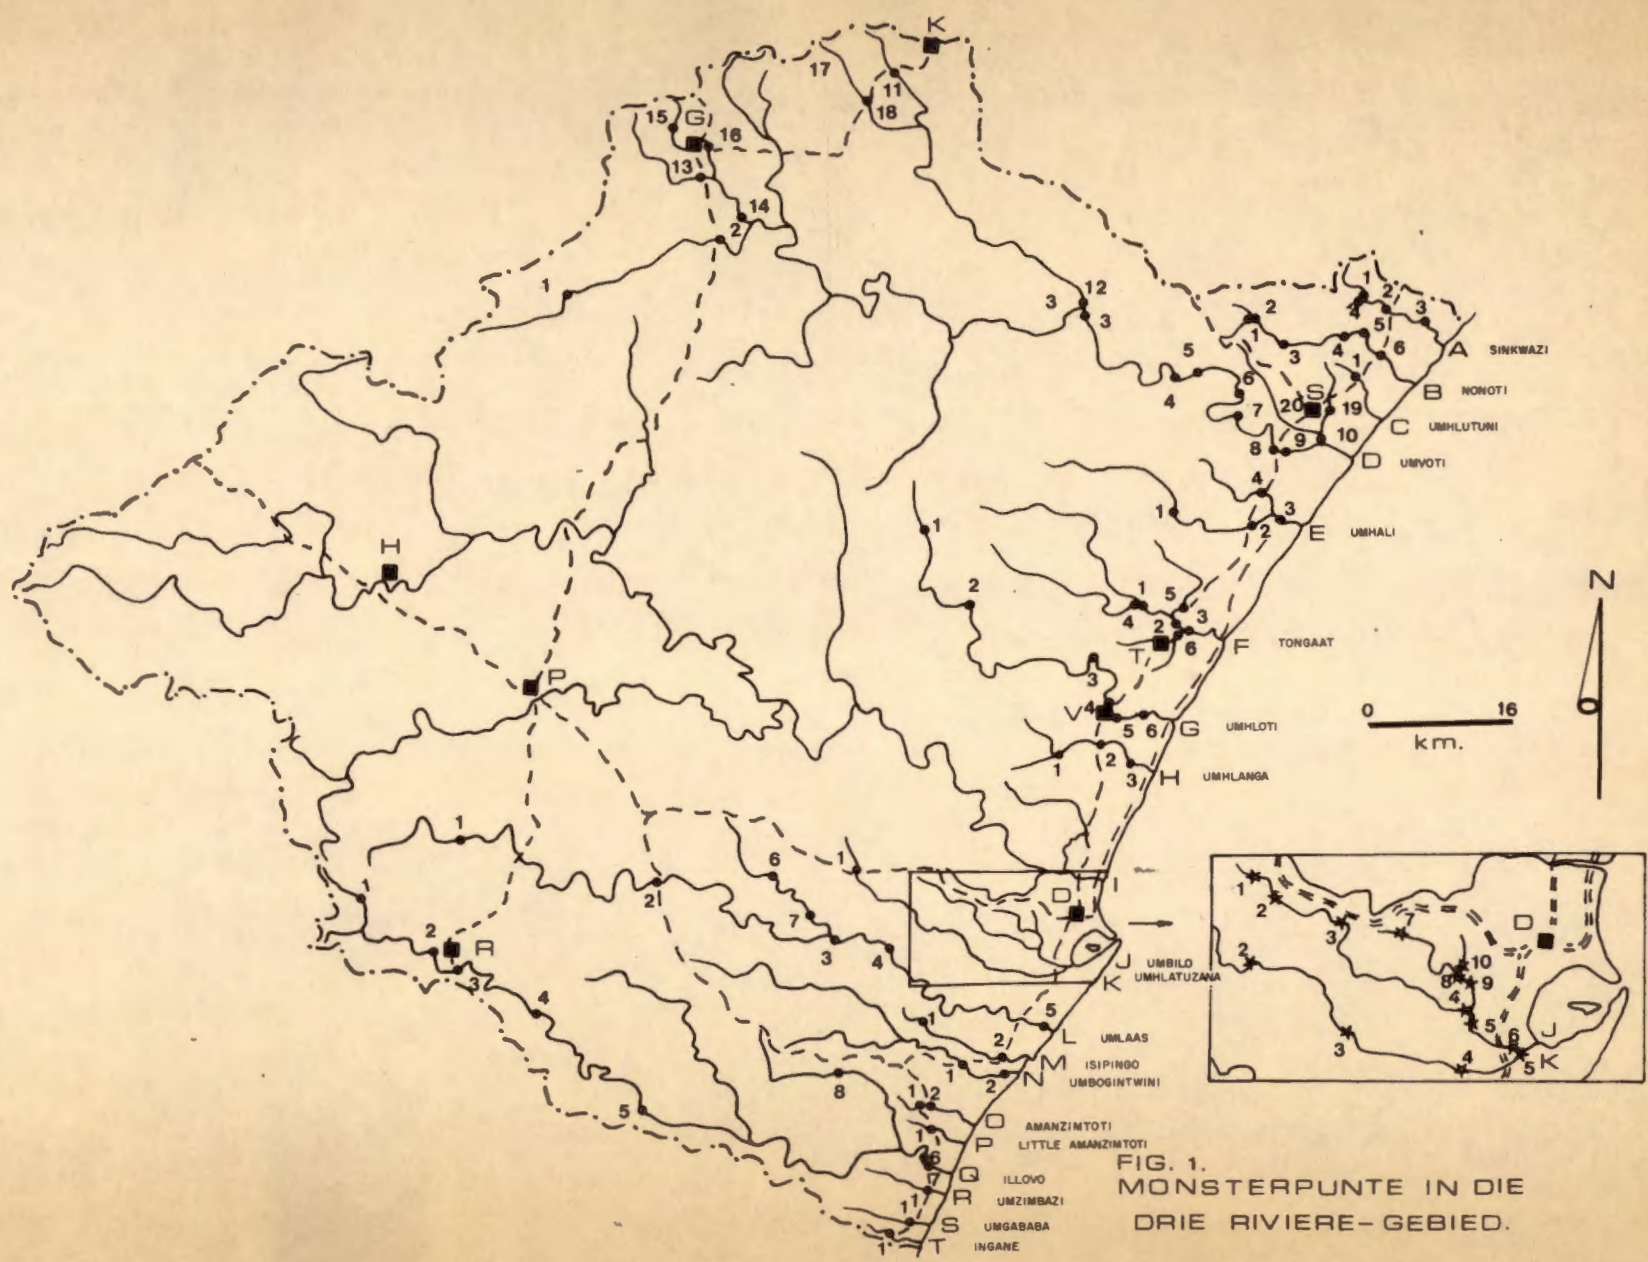 K
17
11
18
15
G
16
13
14
2
1
12
3
3
1
2
4
2
5
3
1
3
4
6
A SINKWAZI
5
4
6
7
1
S
20
19
B NONOTI
C UMHLUTUNI
8
9
10
D UMVOTI
4
1
3
2
E UMHALI
H
1
2
1
4
5
2
3
6
T
F TONGAAT
N
P
3
V
4
5
6
G UMHLOTI
0 16
km.
1
2
3
H UMHLANGA
1
6
1
2
7
3
4
D
I
2
R
3
4
J UMBILO
K UMHLATUZANA
5
L UMLAAS
1
2
M ISIPINGO
1
2
N UMBOGINTWINI
8
5
1
2
O AMANZIMTOTI
1
P LITTLE AMANZIMTOTI
6
7
Q ILLOVO
R UMZIMBAZI
1
S UMGABABA
1
T INGANE
1
2
3
7
D
2
10
8
9
4
5
3
6
J
4
5
K
FIG. 1.
MONSTERPUNTE IN DIE
DRIE RIVIERE-GEBIED.